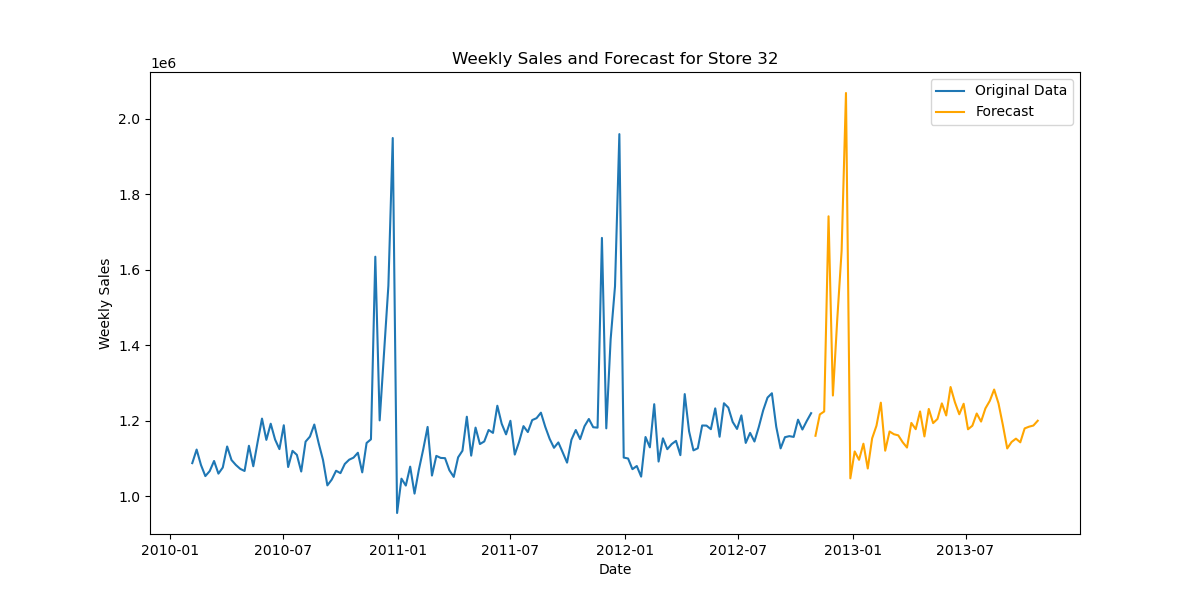 Weekly Sales and Forecast for Store 32
1e6
Original Data
Forecast
2.0
1.8
1.6
1.4
1.2
1.0
Weekly Sales
2010-01 2010-07 2011-01 2011-07 2012-01 2012-07 2013-01 2013-07
Date